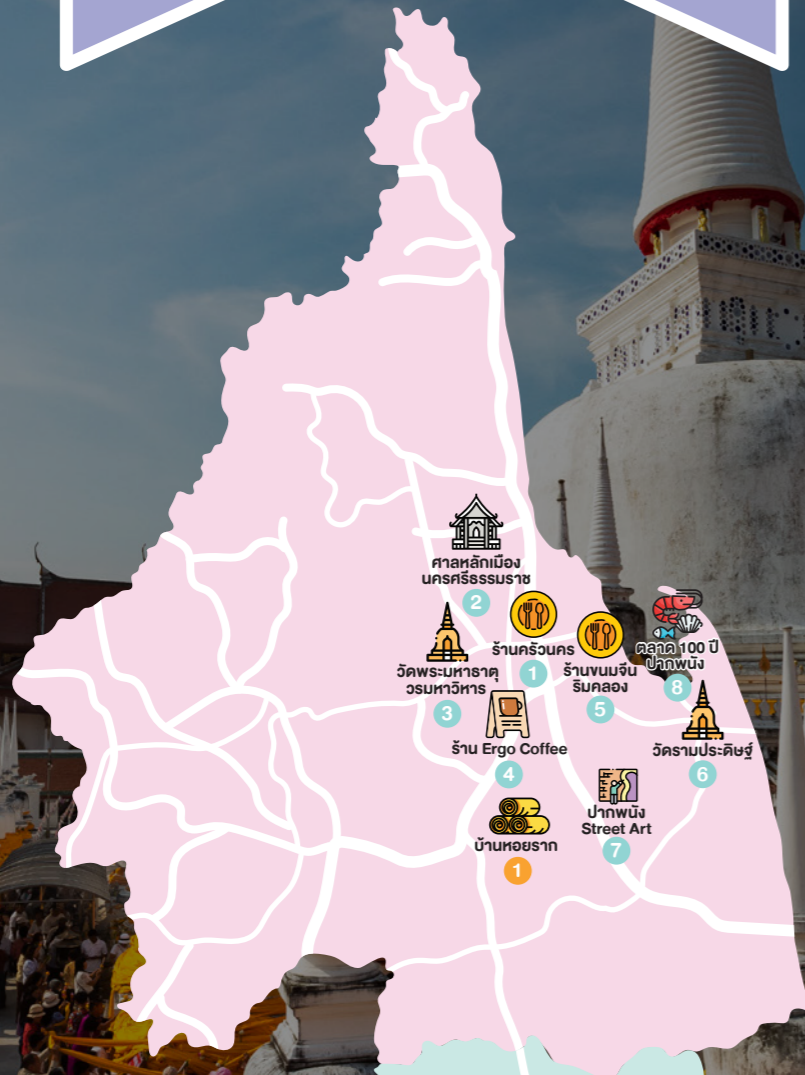 ศาลหลักเมือง
นครศรีธรรมราช
2
ร้านครัวนคร
1
ร้านขนมจีน
ริมคลอง
5
ตลาด 100 ปี
ปากพนัง
8
วัดพระมหาธาตุ
วรมหาวิหาร
3
ร้าน Ergo Coffee
4
วัดรามประดิษฐ์
6
ปากพนัง
Street Art
7
บ้านหอยราก
1